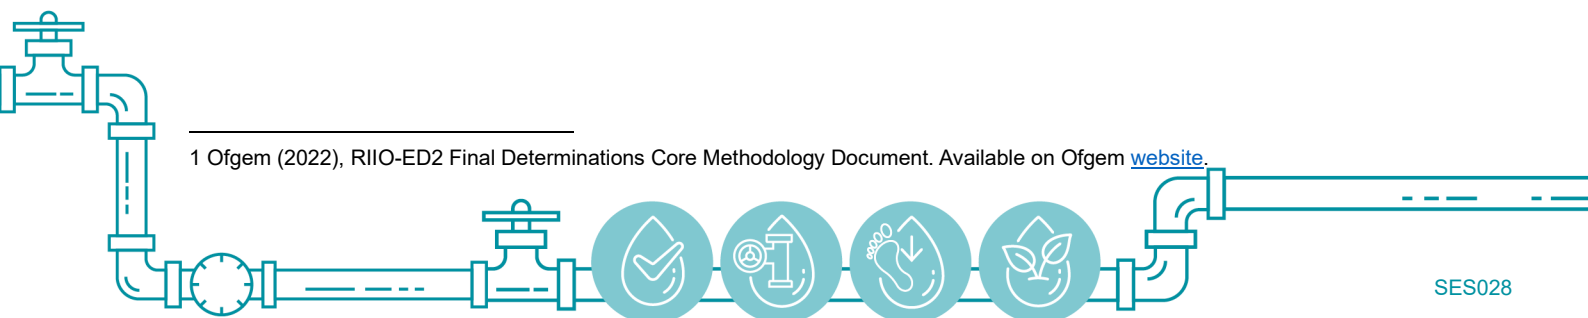 1 Ofgem (2022), RIIO-ED2 Final Determinations Core Methodology Document. Available on Ofgem website.
SES028